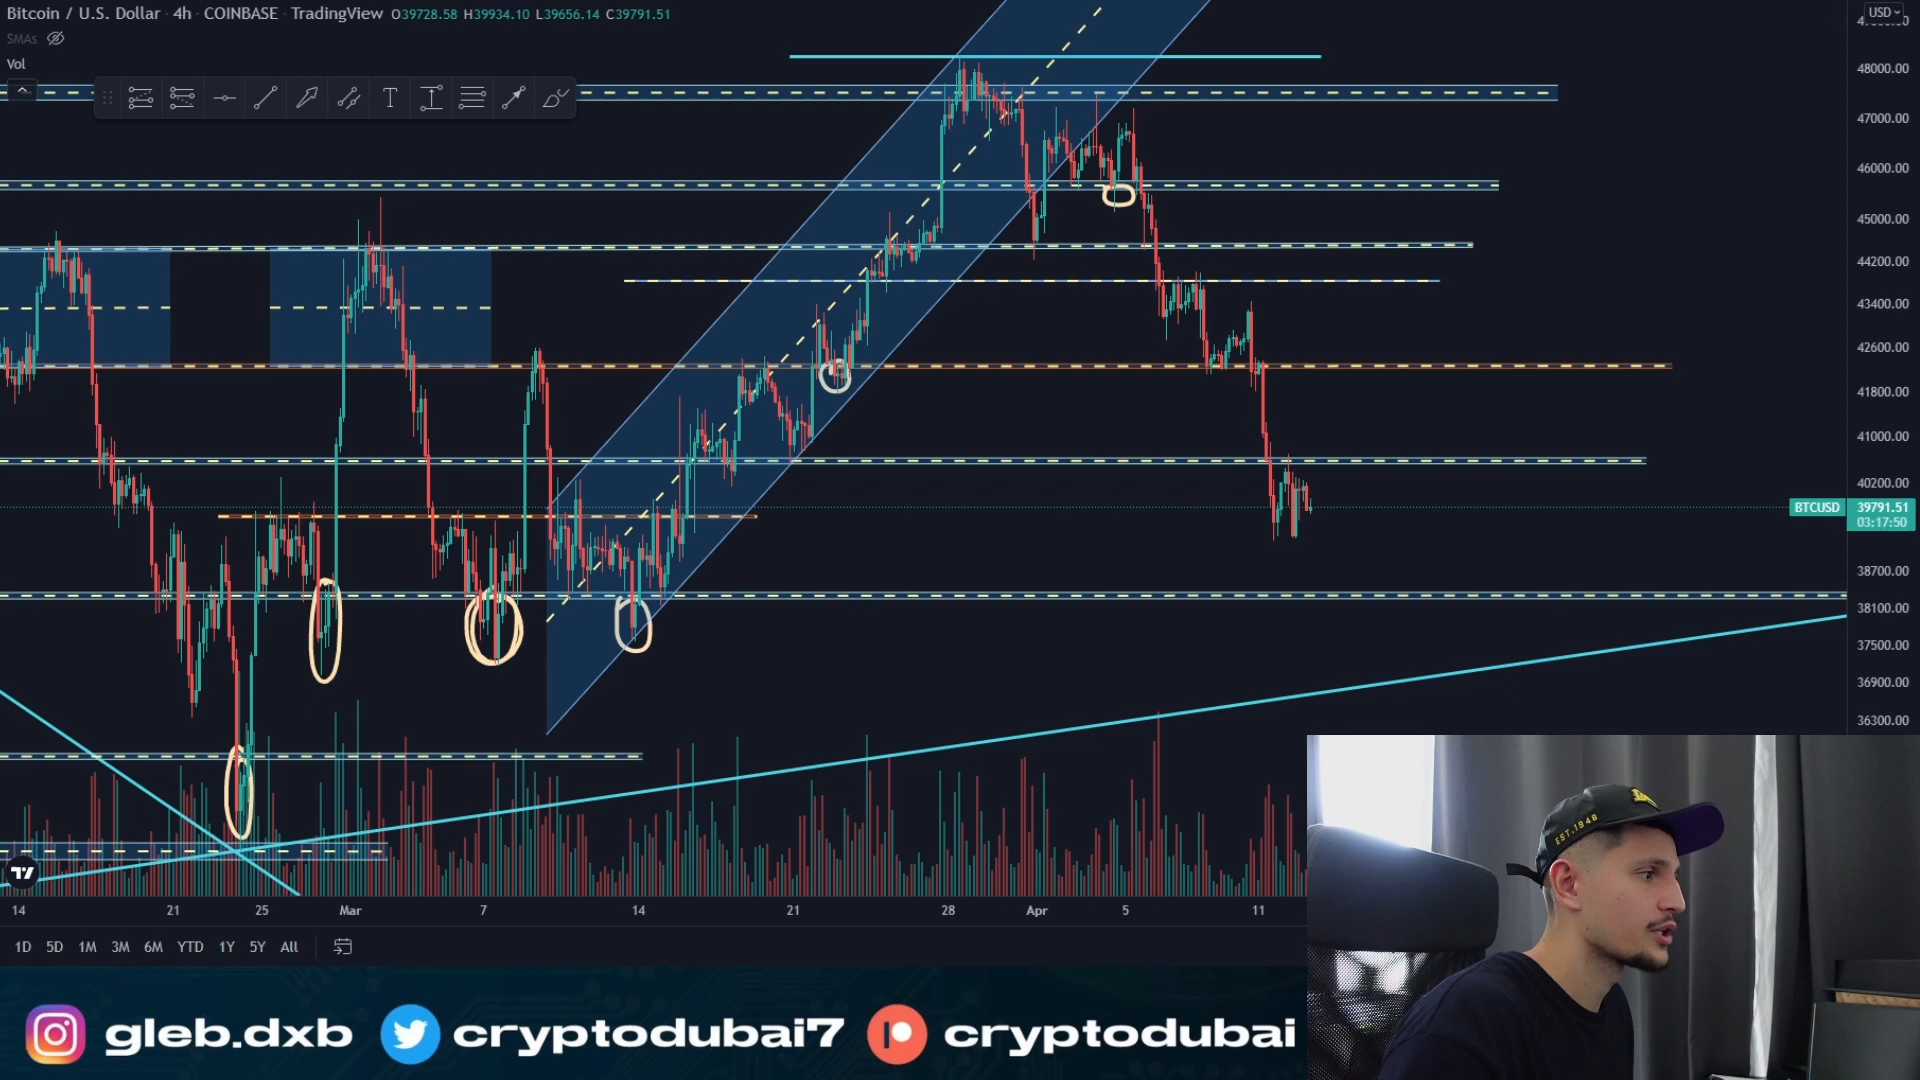 Bitcoin / U.S. Dollar · 4h · COINBASE · TradingView O39728.58 H39934.10 L39656.14 C39791.51
USD
SMAs
Vol
48000.00
47000.00
46000.00
45000.00
44200.00
43400.00
42600.00
41800.00
41000.00
40200.00
BTCUSD 39791.51
03:17:50
38700.00
38100.00
37500.00
36900.00
36300.00
EST.1948
14 21 25 Mar 7 14 21 28 Apr 5 11
1D 5D 1M 3M 6M YTD 1Y 5Y All
gleb.dxb cryptodubai7 cryptodubai